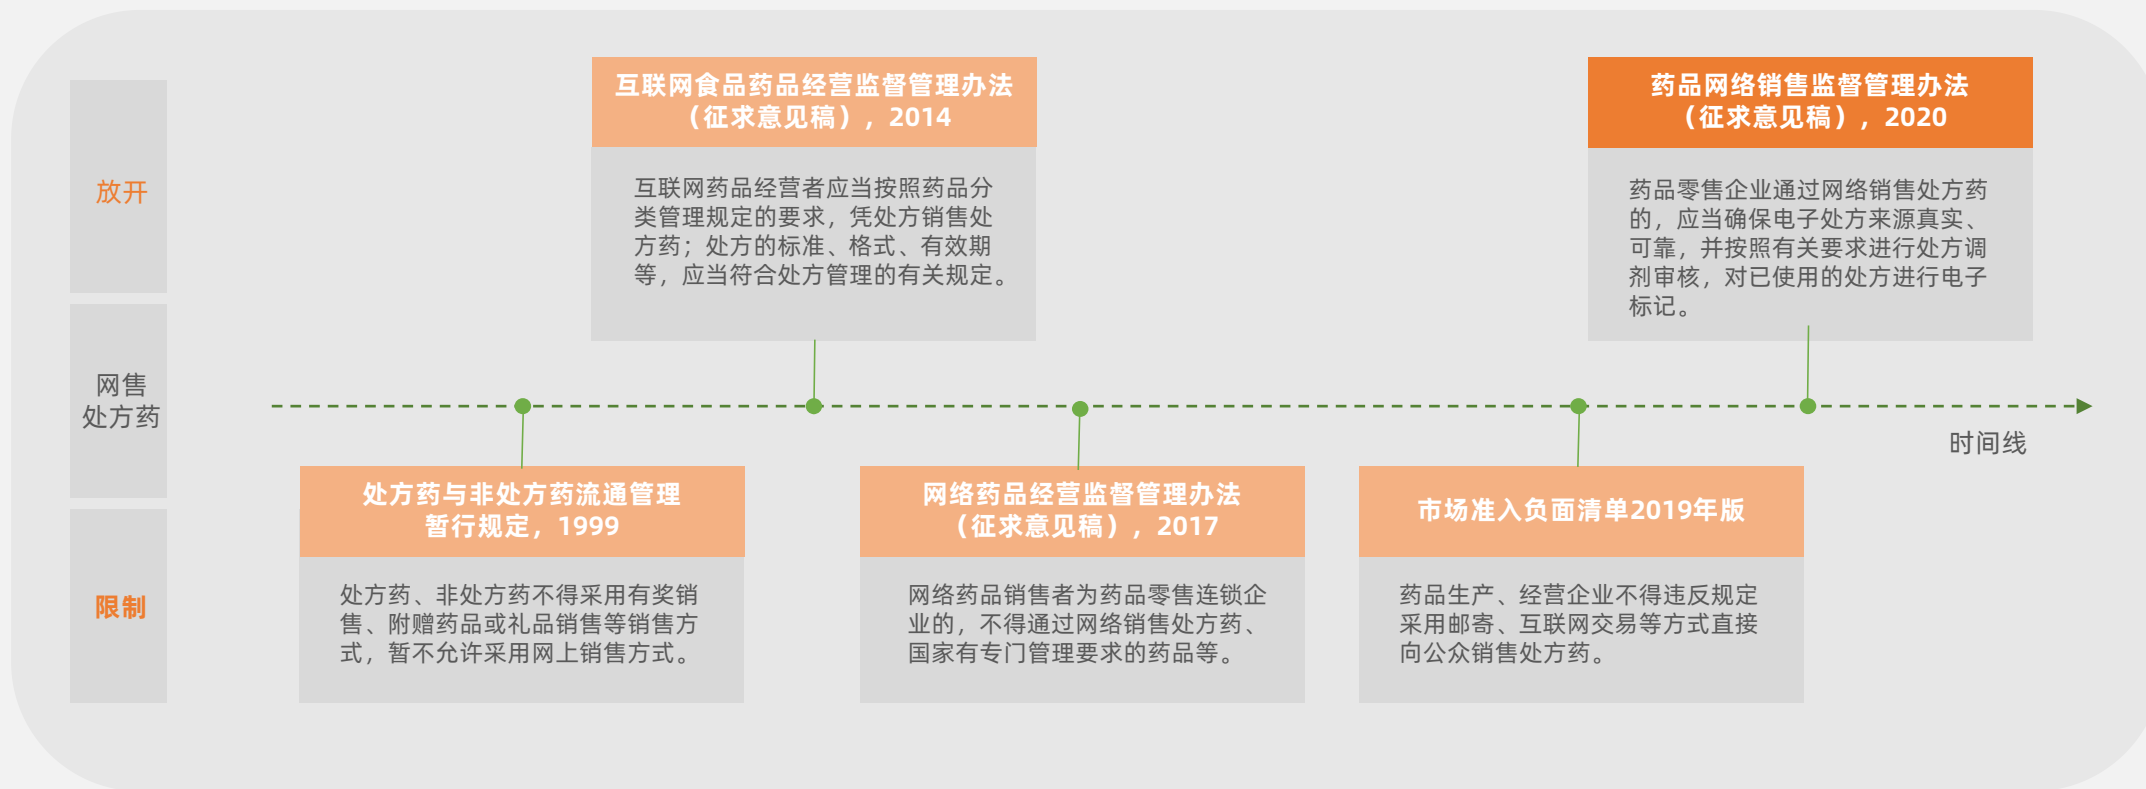 放开
网售
处方药
限制
互联网食品药品经营监督管理办法
（征求意见稿），2014
互联网药品经营者应当按照药品分
类管理规定的要求，凭处方销售处
方药；处方的标准、格式、有效期
等，应当符合处方管理的有关规定。
药品网络销售监督管理办法
（征求意见稿），2020
药品零售企业通过网络销售处方药
的，应当确保电子处方来源真实、
可靠，并按照有关要求进行处方调
剂审核，对已使用的处方进行电子
标记。
时间线
处方药与非处方药流通管理
暂行规定，1999
处方药、非处方药不得采用有奖销
售、附赠药品或礼品销售等销售方
式，暂不允许采用网上销售方式。
网络药品经营监督管理办法
（征求意见稿），2017
网络药品销售者为药品零售连锁企
业的，不得通过网络销售处方药、
国家有专门管理要求的药品等。
市场准入负面清单2019年版
药品生产、经营企业不得违反规定
采用邮寄、互联网交易等方式直接
向公众销售处方药。